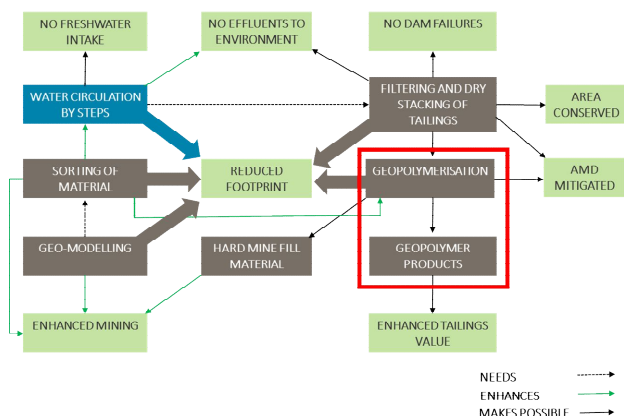 NO FRESHWATER
INTAKE
NO EFFLUENTS TO
ENVIRONMENT
NO DAM FAILURES
WATER CIRCULATION
BY STEPS
FILTERING AND DRY
STACKING OF
TAILINGS
AREA
CONSERVED
SORTING OF
MATERIAL
REDUCED
FOOTPRINT
GEOPOLYMERISATION
AMD
MITIGATED
GEO-MODELLING
HARD MINE FILL
MATERIAL
GEOPOLYMER
PRODUCTS
ENHANCED MINING
ENHANCED TAILINGS
VALUE
NEEDS
ENHANCES
MAKES POSSIBLE